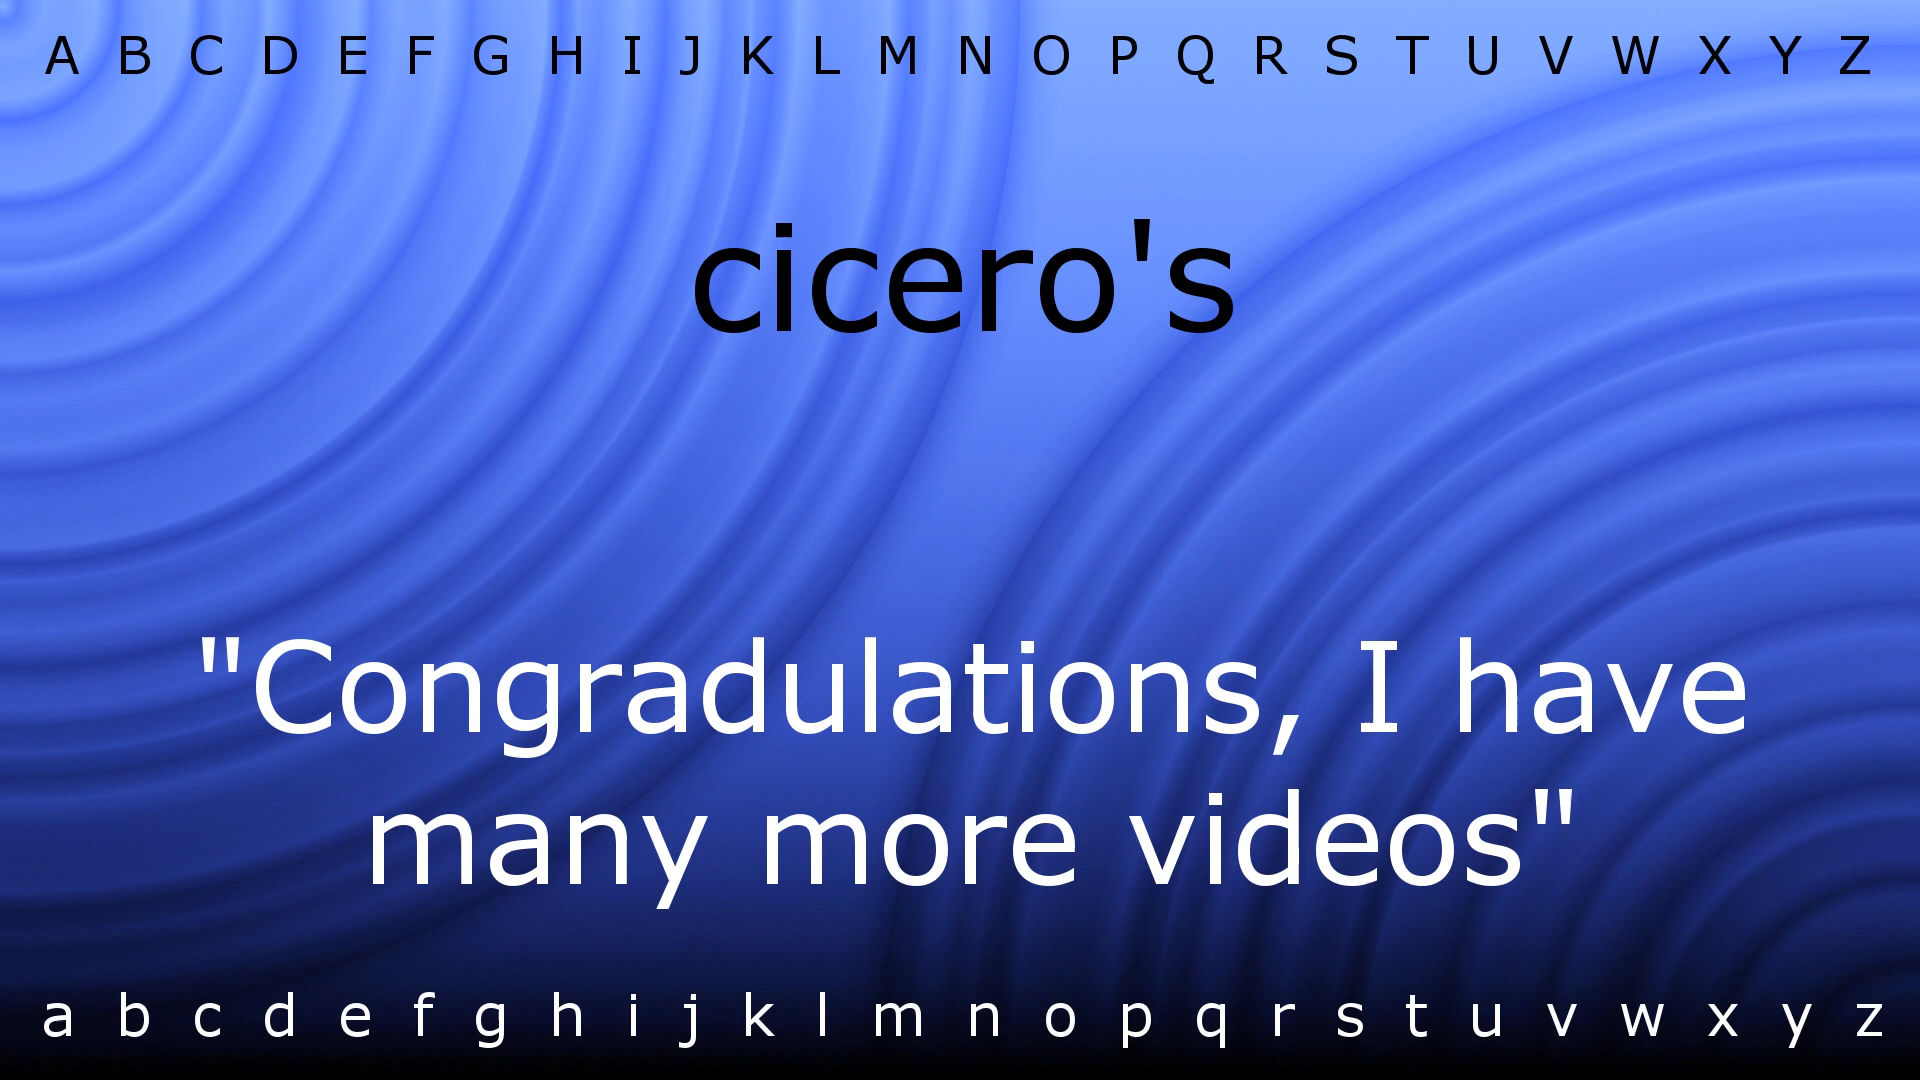 A B C D E F G H I J K L M N O P Q R S T U V W X Y Z
cicero's
"Congradulations, I have
many more videos"
a b c d e f g h i j k l m n o p q r s t u v w x y z